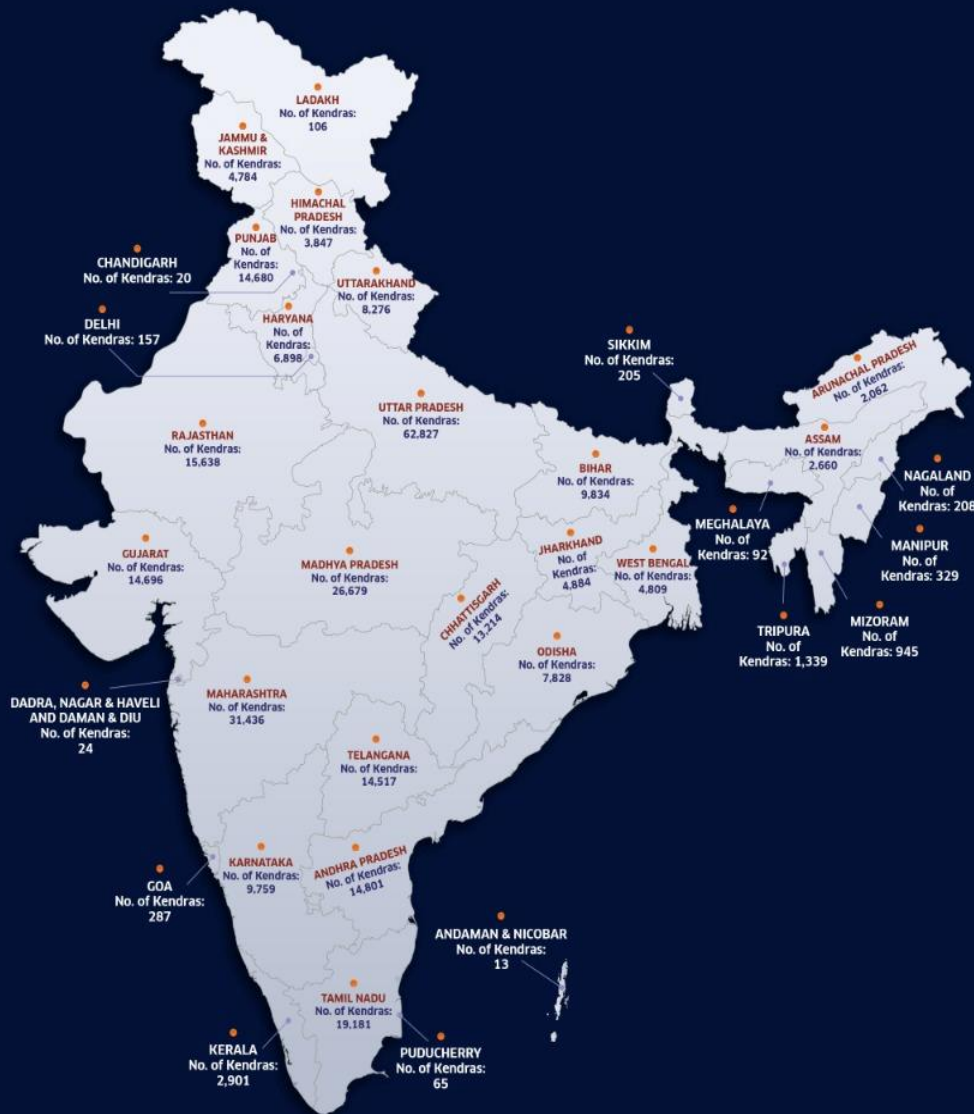 LADAKH
No. of Kendras:
106
JAMMU &
KASHMIR
No. of Kendras:
4,784
HIMACHAL
PRADESH
No. of Kendras:
3,847
PUNJAB
No. of
Kendras:
14,680
CHANDIGARH
No. of Kendras: 20
UTTARAKHAND
No. of Kendras:
8,276
DELHI
No. of Kendras: 157
HARYANA
No. of
Kendras:
6,898
SIKKIM
No. of Kendras:
205
ARUNACHAL PRADESH
No. of Kendras:
2,062
UTTAR PRADESH
No. of Kendras:
62,827
RAJASTHAN
No. of Kendras:
15,638
ASSAM
No. of Kendras:
2.660
BIHAR
No. of Kendras:
9,834
NAGALAND
No. of
Kendras: 208
MEGHALAYA
No. of
Kendras: 92
MANIPUR
No. of
Kendras: 329
GUJARAT
No. of Kendras:
14,696
MADHYA PRADESH
No. of Kendras:
26,679
JHARKHAND
No. of
Kendras:
4,884
WEST BENGAL
No. of Kendras:
4,809
CHHATTISGARH
No. of Kendras:
13,214
TRIPURA
No. of
Kendras: 1,339
MIZORAM
No. of
Kendras: 945
ODISHA
No. of Kendras:
7,828
DADRA, NAGAR & HAVELI
AND DAMAN & DIU
No. of Kendras:
24
MAHARASHTRA
No. of Kendras:
31,436
TELANGANA
No. of Kendras:
14,517
GOA
No. of Kendras:
287
KARNATAKA
No. of Kendras:
9,759
ANDHRA PRADESH
No. of Kendras:
14,801
ANDAMAN & NICOBAR
No. of Kendras:
13
TAMIL NADU
No. of Kendras:
19,181
KERALA
No. of Kendras:
2,901
PUDUCHERRY
No. of Kendras:
65